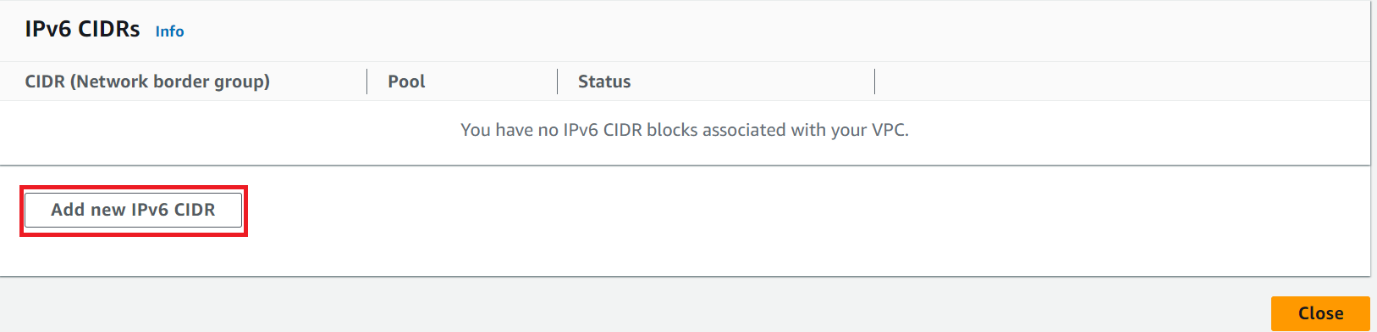 IPv6 CIDRs Info
CIDR (Network border group) Pool Status
You have no IPv6 CIDR blocks associated with your VPC.
Add new IPv6 CIDR
Close